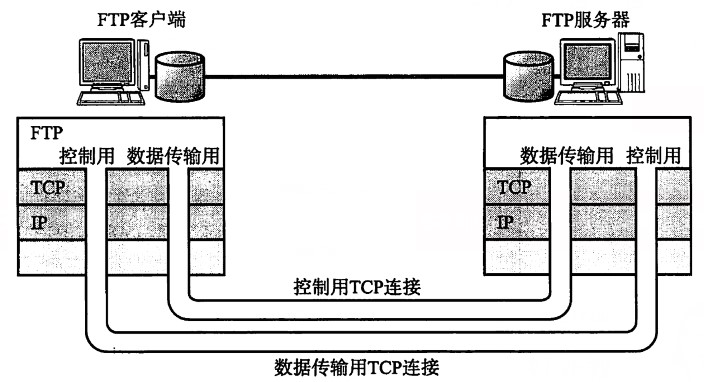 FTP客户端
FTP服务器
FTP
控制用 数据传输用
数据传输用 控制用
TCP
TCP
IP
IP
控制用TCP连接
数据传输用TCP连接